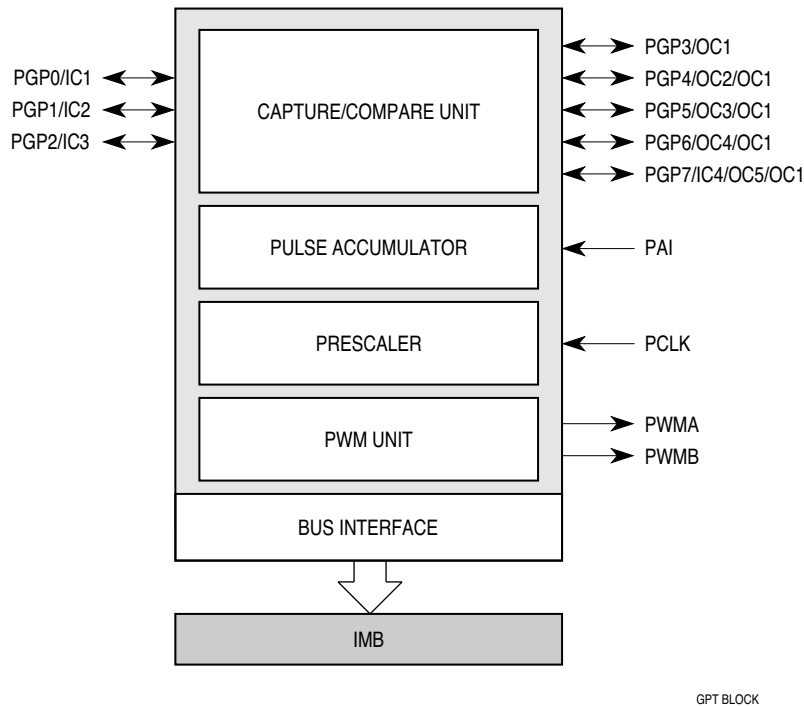 PGP0/IC1
PGP1/IC2
PGP2/IC3
CAPTURE/COMPARE UNIT
PGP3/OC1
PGP4/OC2/OC1
PGP5/OC3/OC1
PGP6/OC4/OC1
PGP7/IC4/OC5/OC1
PULSE ACCUMULATOR
PAI
PRESCALER
PCLK
PWM UNIT
PWMA
PWMB
BUS INTERFACE
IMB
GPT BLOCK